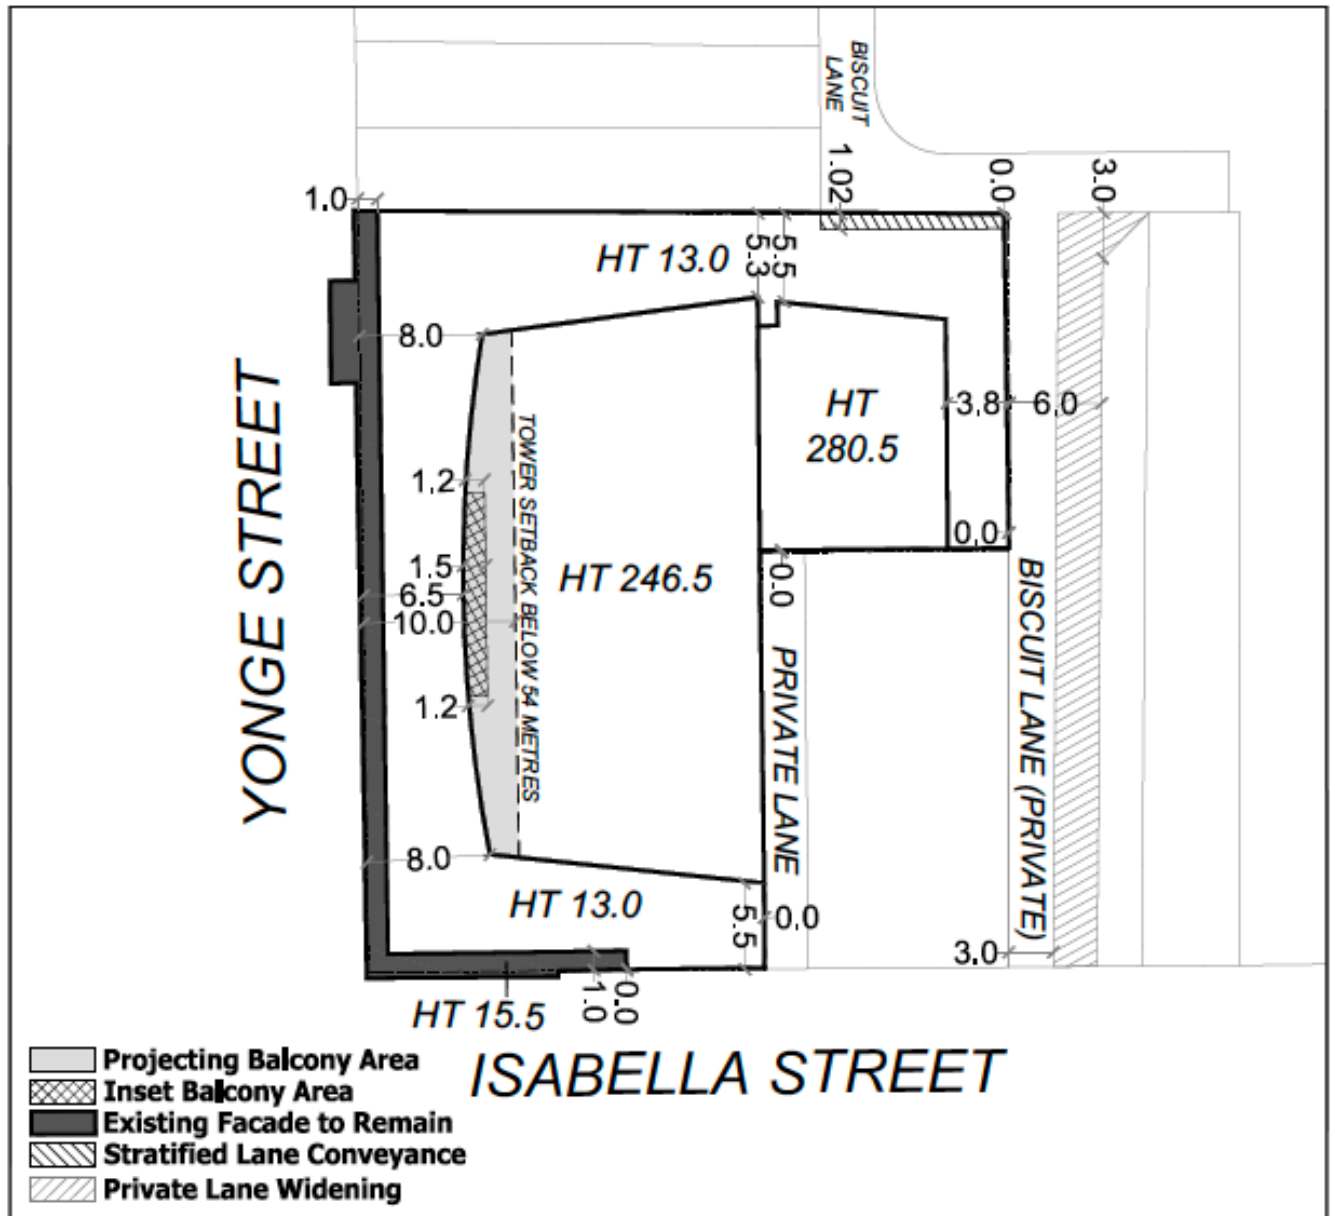 BISCUIT
LANE
1.02
0.0
3.0
1.0
HT 13.0
5.3
5.5
8.0
HT
280.5
3.8
6.0
YONGE STREET
TOWER SETBACK BELOW 54 METRES
1.2
0.0
1.5
HT 246.5
6.5
0.0
10.0
BISCUIT LANE (PRIVATE)
PRIVATE LANE
1.2
8.0
HT 13.0
5.5
0.0
3.0
HT 15.5
1.0
0.0
ISABELLA STREET
Projecting Balcony Area
Inset Balcony Area
Existing Facade to Remain
Stratified Lane Conveyance
Private Lane Widening